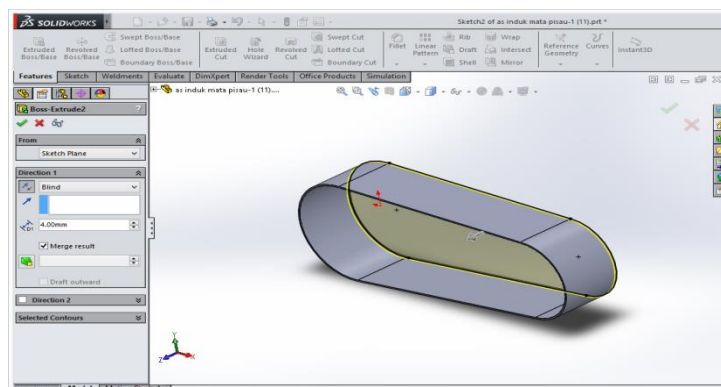 SOLIDWORKS
Sketch2 of as induk mata pisau-1 (11).prt *
Extruded Boss/Base
Revolved Boss/Base
Swept Boss/Base
Lofted Boss/Base
Boundary Boss/Base
Extruded Cut
Hole Wizard
Revolved Cut
Swept Cut
Lofted Cut
Boundary Cut
Fillet
Linear Pattern
Rib
Draft
Shell
Wrap
Intersect
Mirror
Reference Geometry
Curves
Instant3D
Features
Sketch
Weldments
Evaluate
DimXpert
Render Tools
Office Products
Simulation
as induk mata pisau-1 (11)....
Boss-Extrude2
?
From
Sketch Plane
Direction 1
Blind
D1
4.00mm
Merge result
Draft outward
Direction 2
Selected Contours
Y
Z
X